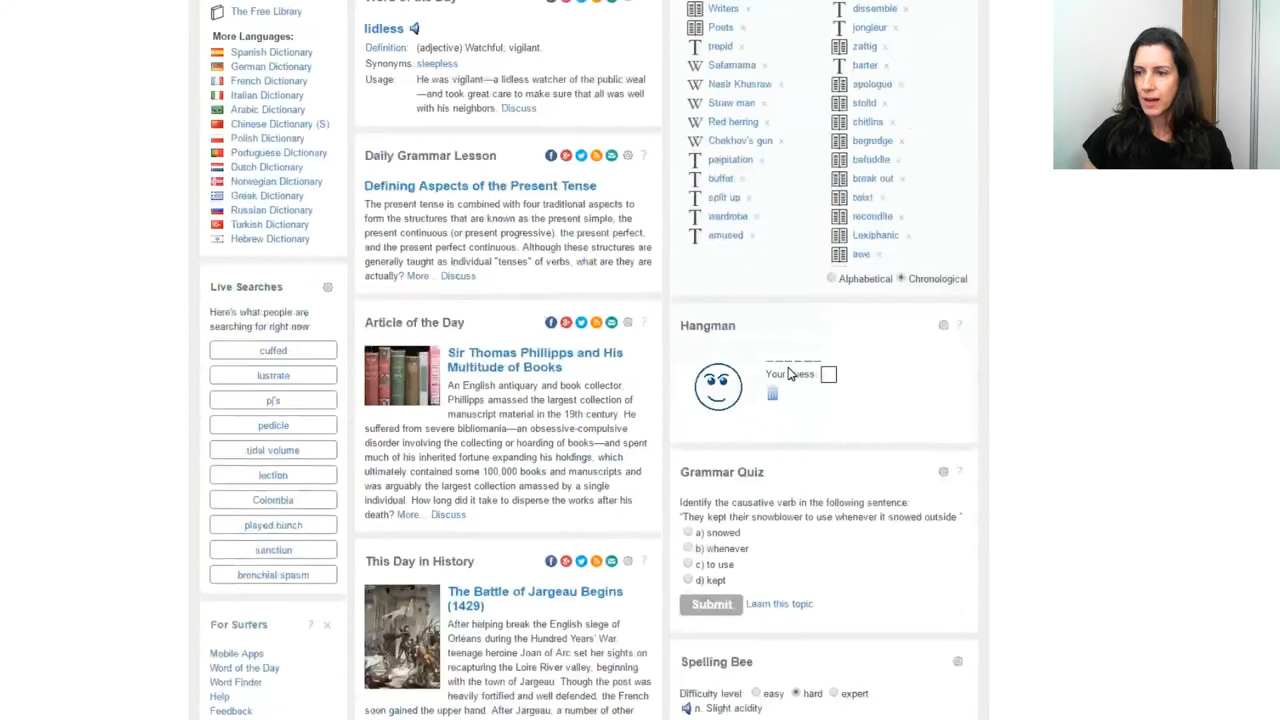 The Free Library
More Languages:
Spanish Dictionary
German Dictionary
French Dictionary
Italian Dictionary
Arabic Dictionary
Chinese Dictionary (S)
Polish Dictionary
Portuguese Dictionary
Dutch Dictionary
Norwegian Dictionary
Greek Dictionary
Russian Dictionary
Turkish Dictionary
Hebrew Dictionary
Live Searches
Here's what people are
searching for right now
cuffed
lustrate
pj's
pedicle
tidal volume
lection
Colombia
played hunch
sanction
bronchial spasm
For Surfers ? ×
Mobile Apps
Word of the Day
Word Finder
Help
Feedback
lidless
Definition: (adjective) Watchful; vigilant.
Synonyms: sleepless
Usage: He was vigilant—a lidless watcher of the public weal
—and took great care to make sure that all was well
with his neighbors. Discuss
Daily Grammar Lesson ?
Defining Aspects of the Present Tense
The present tense is combined with four traditional aspects to
form the structures that are known as the present simple, the
present continuous (or present progressive), the present perfect,
and the present perfect continuous. Although these structures are
generally taught as individual "tenses" of verbs, what are they are
actually? More... Discuss
Article of the Day ?
Sir Thomas Phillipps and His
Multitude of Books
An English antiquary and book collector,
Phillipps amassed the largest collection of
manuscript material in the 19th century. He
suffered from severe bibliomania—an obsessive-compulsive
disorder involving the collecting or hoarding of books—and spent
much of his inherited fortune expanding his holdings, which
ultimately contained some 100,000 books and manuscripts and
was arguably the largest collection amassed by a single
individual. How long did it take to disperse the works after his
death? More... Discuss
This Day in History ?
The Battle of Jargeau Begins
(1429)
After helping break the English siege of
Orléans during the Hundred Years' War,
teenage heroine Joan of Arc set her sights on
recapturing the Loire River valley, beginning
with the town of Jargeau. Though the post was
heavily fortified and well defended, the French
soon gained the upper hand. After Jargeau, a number of other
Writers ×
Poets ×
trepid ×
W Satamama ×
W Nasir Khusraw ×
W Straw man ×
W Red herring ×
W Chekhov's gun ×
palpitation ×
buffet ×
split up ×
wardrobe ×
amused ×
dissemble ×
jongleur ×
zaftig ×
barter ×
apologue ×
stolid ×
chitlins ×
begrudge ×
befuddle ×
break out ×
twixt ×
recondite ×
Lexiphanic ×
awe ×
Alphabetical Chronological
Hangman ?
_ _ _ _ _ _
Your
Grammar Quiz ?
Identify the causative verb in the following sentence:
"They kept their snowblower to use whenever it snowed outside."
a) snowed
b) whenever
c) to use
d) kept
Submit Learn this topic
Spelling Bee
Difficulty level: easy hard expert
n. Slight acidity